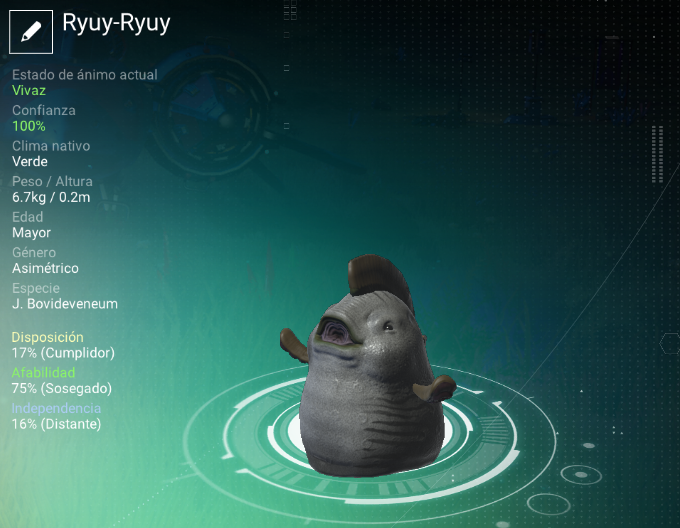 Ryuy-Ryuy
Estado de ánimo actual
Vivaz
Confianza
100%
Clima nativo
Verde
Peso / Altura
6.7kg / 0.2m
Edad
Mayor
Género
Asimétrico
Especie
J. Bovideveneum
Disposición
17% (Cumplidor)
Afabilidad
75% (Sosegado)
Independencia
16% (Distante)